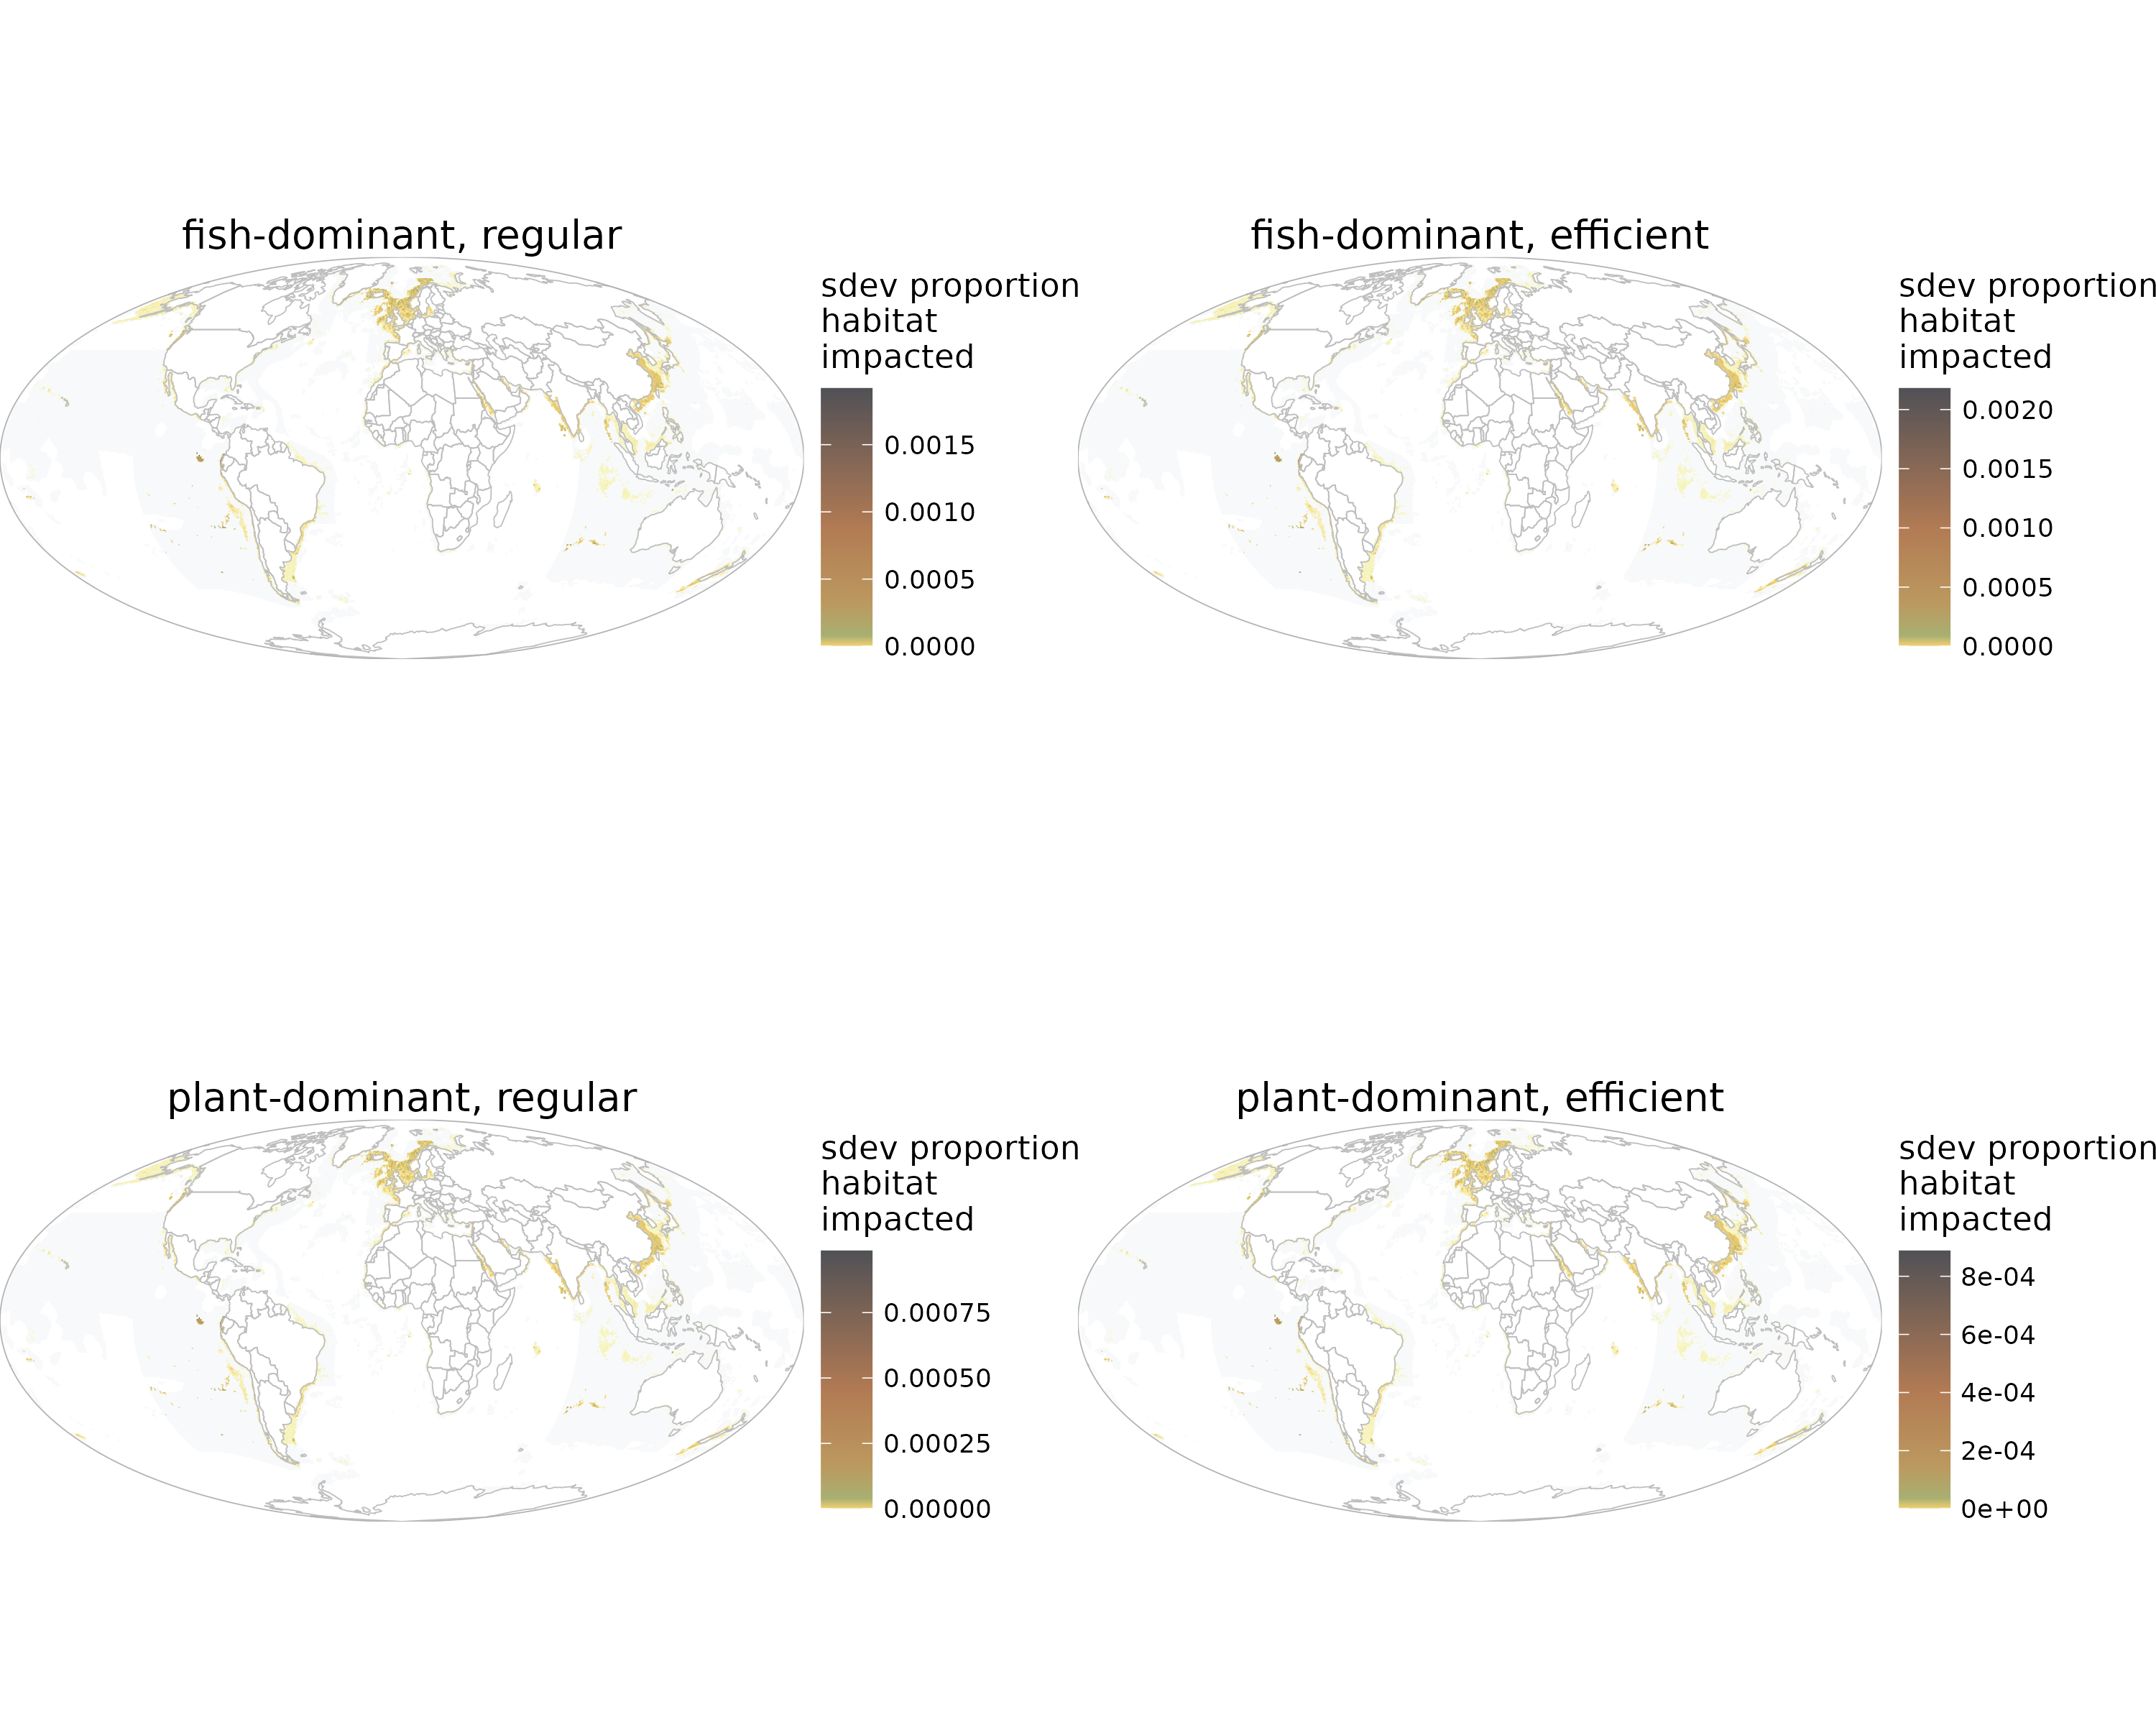 fish-dominant, regular
sdev proportion
habitat
impacted
0.0015
0.0010
0.0005
0.0000
fish-dominant, efficient
sdev proportion
habitat
impacted
0.0020
0.0015
0.0010
0.0005
0.0000
plant-dominant, regular
sdev proportion
habitat
impacted
0.00075
0.00050
0.00025
0.00000
plant-dominant, efficient
sdev proportion
habitat
impacted
8e-04
6e-04
4e-04
2e-04
0e+00